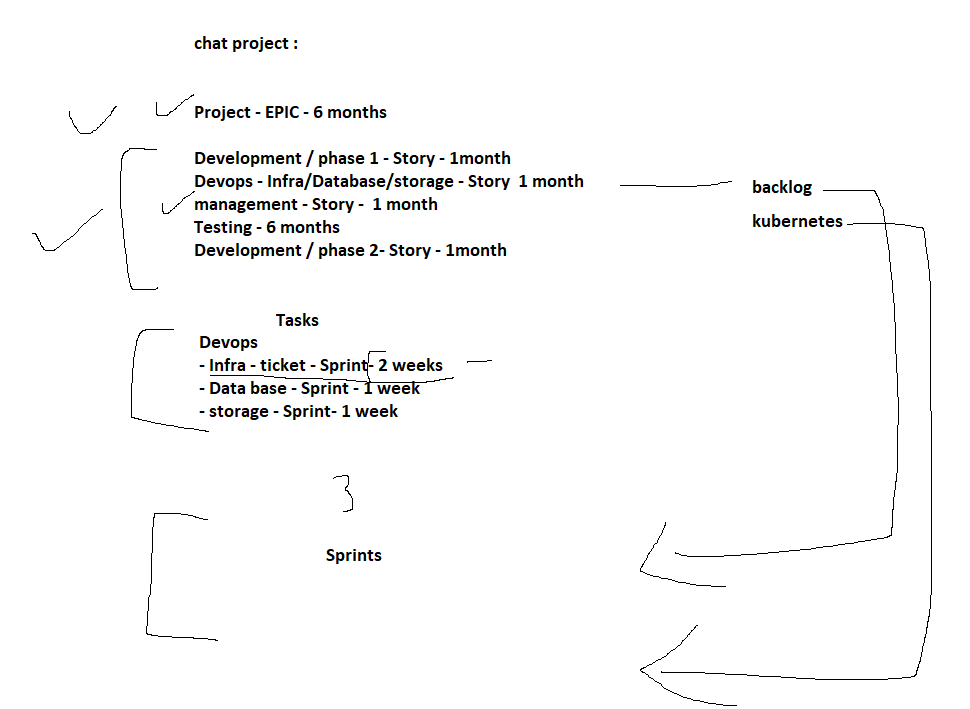 chat project :
Project - EPIC - 6 months
Development / phase 1 - Story - 1month
Devops - Infra/Database/storage - Story  1 month
backlog
management - Story -  1 month
kubernetes
Testing - 6 months
Development / phase 2- Story - 1month
Tasks
Devops
- Infra - ticket - Sprint- 2 weeks
- Data base - Sprint - 1 week
- storage - Sprint- 1 week
3
Sprints